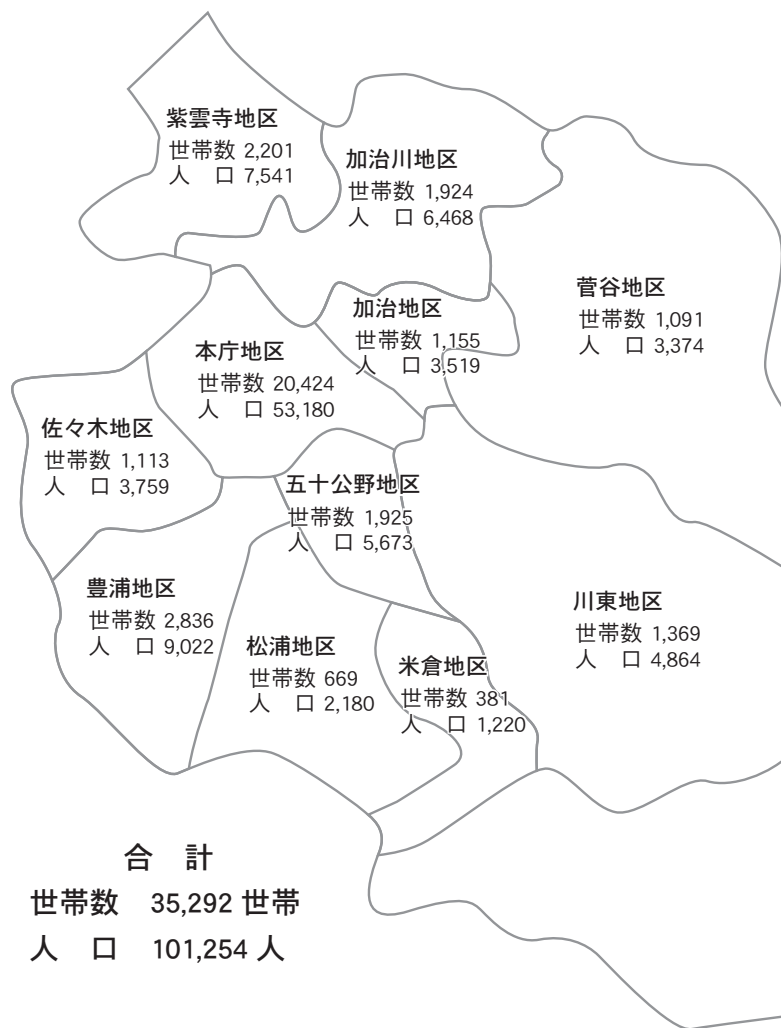 紫雲寺地区
世帯数 2,201
人　口 7,541
加治川地区
世帯数 1,924
人　口 6,468
菅谷地区
世帯数 1,091
人　口 3,374
加治地区
世帯数 1,155
人　口 3,519
本庁地区
世帯数 20,424
人　口 53,180
佐々木地区
世帯数 1,113
人　口 3,759
五十公野地区
世帯数 1,925
人　口 5,673
豊浦地区
世帯数 2,836
人　口 9,022
川東地区
世帯数 1,369
人　口 4,864
松浦地区
世帯数 669
人　口 2,180
米倉地区
世帯数 381
人　口 1,220
合　計
世帯数　35,292 世帯
人　口　101,254 人